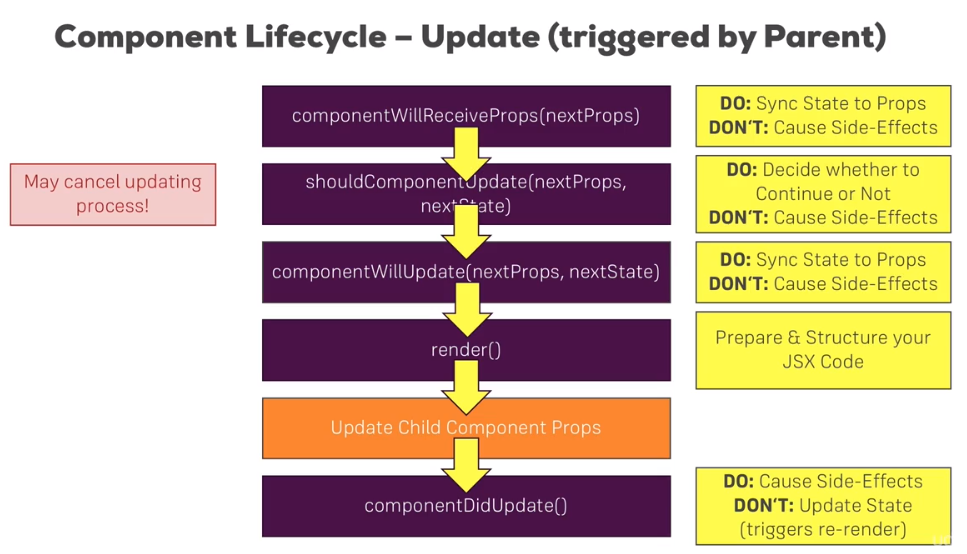 Component Lifecycle – Update (triggered by Parent)
componentWillReceiveProps(nextProps)
DO: Sync State to Props
DON'T: Cause Side-Effects
May cancel updating
process!
shouldComponentUpdate(nextProps,
nextState)
DO: Decide whether to
Continue or Not
DON'T: Cause Side-Effects
componentWillUpdate(nextProps, nextState)
DO: Sync State to Props
DON'T: Cause Side-Effects
render()
Prepare & Structure your
JSX Code
Update Child Component Props
componentDidUpdate()
DO: Cause Side-Effects
DON'T: Update State
(triggers re-render)